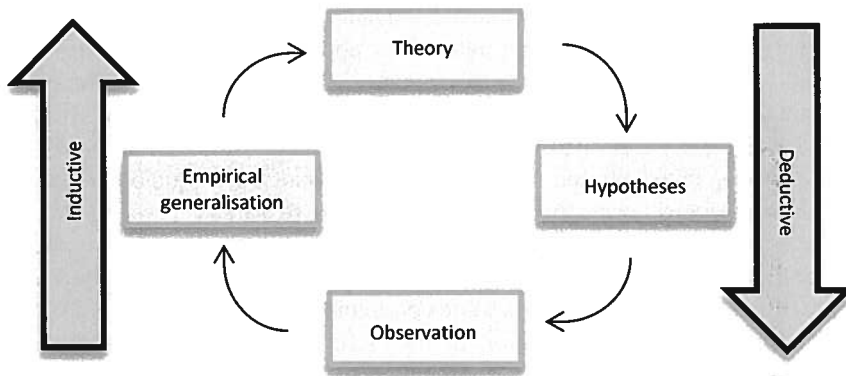 Theory
Inductive
Empirical
generalisation
Hypotheses
Deductive
Observation